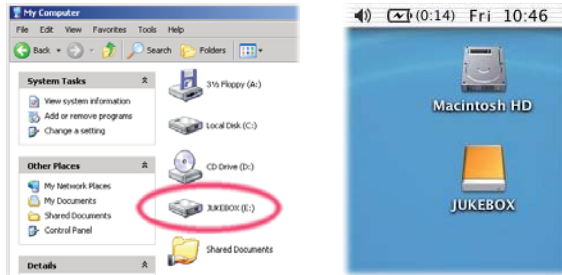 My Computer
File Edit View Favorites Tools Help
Back Search Folders
System Tasks
View system information
Add or remove programs
Change a setting
Other Places
My Network Places
My Documents
Shared Documents
Control Panel
Details
3½ Floppy (A:)
Local Disk (C:)
CD Drive (D:)
JUKEBOX (E:)
Shared Documents
(0:14) Fri 10:46
Macintosh HD
JUKEBOX